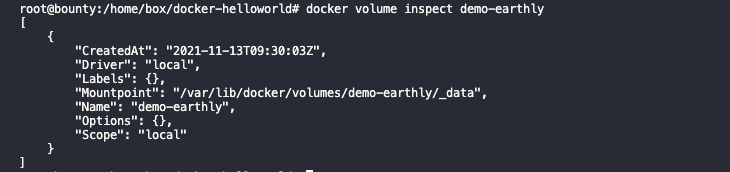 root@bounty:/home/box/docker-helloworld# docker volume inspect demo-earthly
[
    {
        "CreatedAt": "2021-11-13T09:30:03Z",
        "Driver": "local",
        "Labels": {},
        "Mountpoint": "/var/lib/docker/volumes/demo-earthly/_data",
        "Name": "demo-earthly",
        "Options": {},
        "Scope": "local"
    }
]